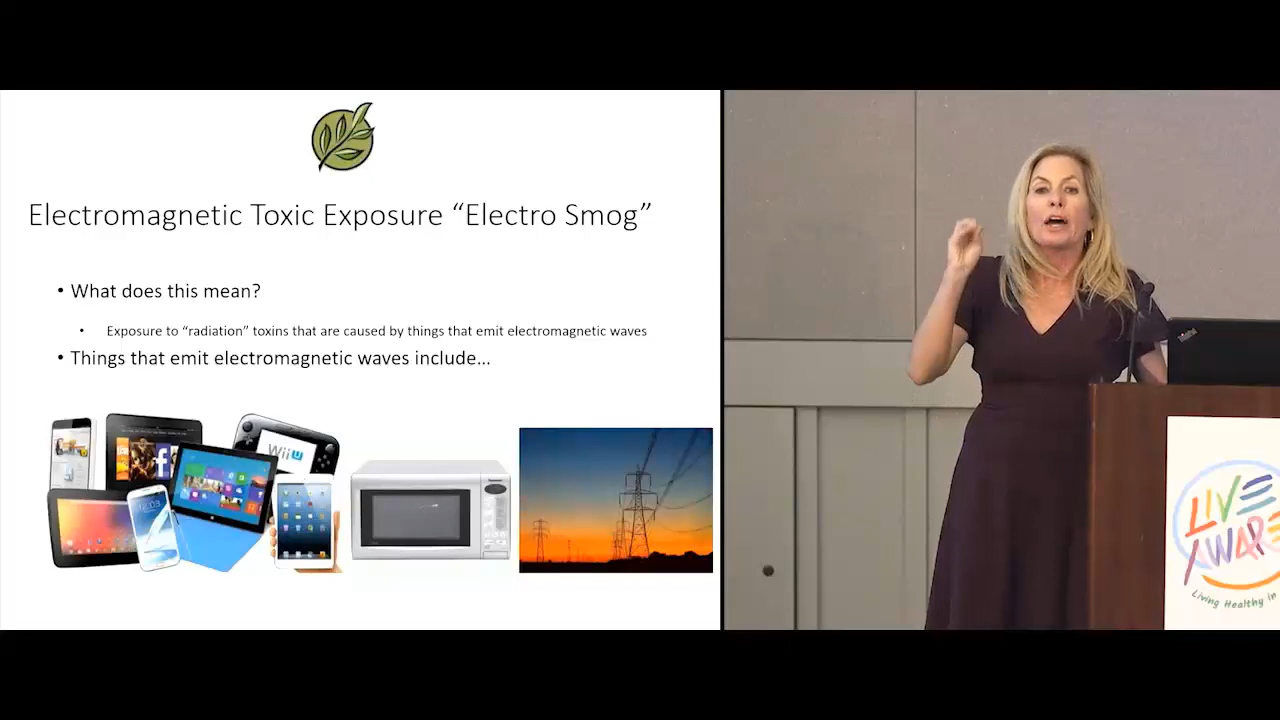 Electromagnetic Toxic Exposure “Electro Smog”
• What does this mean?
• Exposure to “radiation” toxins that are caused by things that emit electromagnetic waves
• Things that emit electromagnetic waves include...
Wii U
ThinkPad
LIVE
AWARE
Living Healthy in